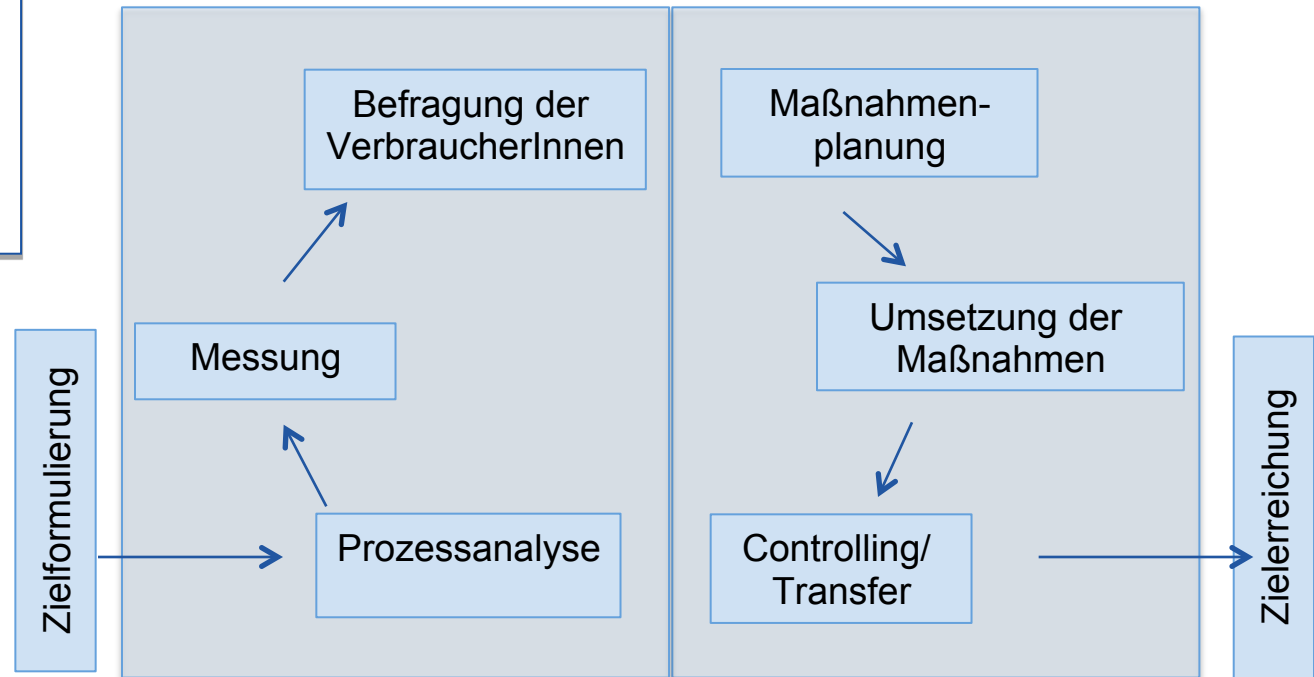 Befragung der
VerbraucherInnen
Maßnahmen-
planung
Messung
Umsetzung der
Maßnahmen
Zielformulierung
Prozessanalyse
Controlling/
Transfer
Zielerreichung